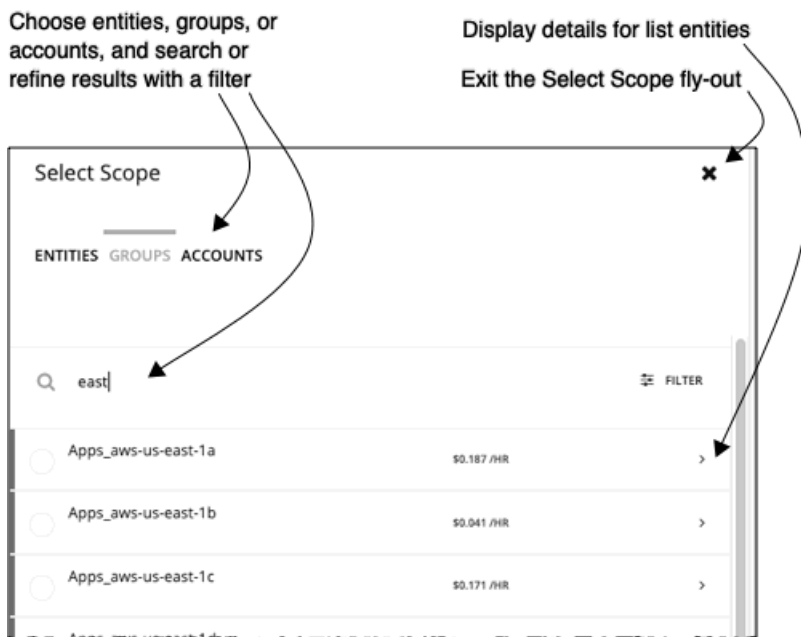 Choose entities, groups, or
accounts, and search or
refine results with a filter
Display details for list entities
Exit the Select Scope fly-out
Select Scope
ENTITIES GROUPS ACCOUNTS
east
FILTER
Apps_aws-us-east-1a
$0.187 /HR
Apps_aws-us-east-1b
$0.041 /HR
Apps_aws-us-east-1c
$0.171 /HR